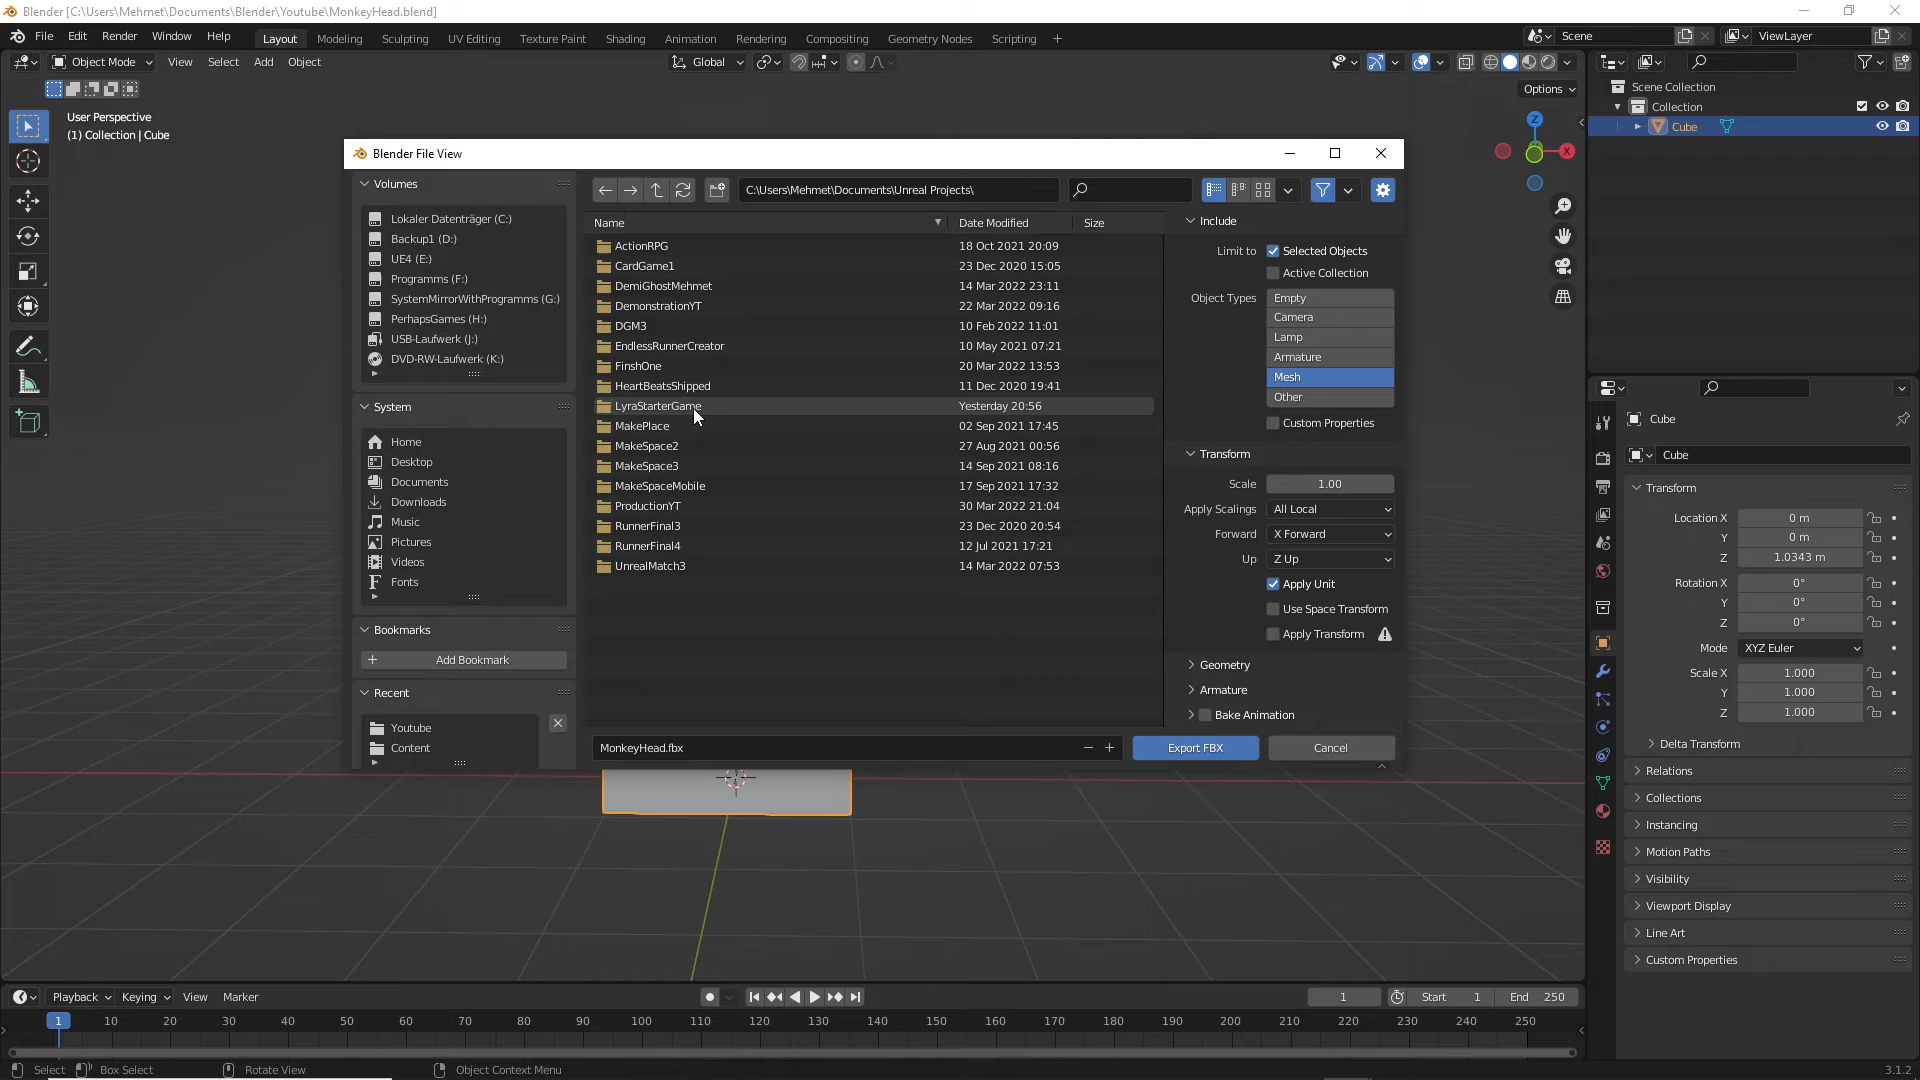 Blender [C:\Users\Mehmet\Documents\Blender\Youtube\MonkeyHead.blend]
File Edit Render Window Help Layout Modeling Sculpting UV Editing Texture Paint Shading Animation Rendering Compositing Geometry Nodes Scripting + Scene ViewLayer
Object Mode View Select Add Object Global
Options
User Perspective
(1) Collection | Cube
Scene Collection
Collection
Cube
Z
X
Blender File View
Volumes
Lokaler Datenträger (C:)
Backup1 (D:)
UE4 (E:)
Programms (F:)
SystemMirrorWithProgramms (G:)
PerhapsGames (H:)
USB-Laufwerk (J:)
DVD-RW-Laufwerk (K:)
System
Home
Desktop
Documents
Downloads
Music
Pictures
Videos
Fonts
Bookmarks
Add Bookmark
Recent
Youtube
Content
C:\Users\Mehmet\Documents\Unreal Projects\
Name Date Modified Size
ActionRPG 18 Oct 2021 20:09
CardGame1 23 Dec 2020 15:05
DemiGhostMehmet 14 Mar 2022 23:11
DemonstrationYT 22 Mar 2022 09:16
DGM3 10 Feb 2022 11:01
EndlessRunnerCreator 10 May 2021 07:21
FinshOne 20 Mar 2022 13:53
HeartBeatsShipped 11 Dec 2020 19:41
LyraStarterGame Yesterday 20:56
MakePlace 02 Sep 2021 17:45
MakeSpace2 27 Aug 2021 00:56
MakeSpace3 14 Sep 2021 08:16
MakeSpaceMobile 17 Sep 2021 17:32
ProductionYT 30 Mar 2022 21:04
RunnerFinal3 23 Dec 2020 20:54
RunnerFinal4 12 Jul 2021 17:21
UnrealMatch3 14 Mar 2022 07:53
MonkeyHead.fbx
Export FBX
Cancel
Include
Limit to Selected Objects
Active Collection
Object Types Empty
Camera
Lamp
Armature
Mesh
Other
Custom Properties
Transform
Scale 1.00
Apply Scalings All Local
Forward X Forward
Up Z Up
Apply Unit
Use Space Transform
Apply Transform
Geometry
Armature
Bake Animation
Cube
Cube
Transform
Location X 0 m
Y 0 m
Z 1.0343 m
Rotation X 0°
Y 0°
Z 0°
Mode XYZ Euler
Scale X 1.000
Y 1.000
Z 1.000
Delta Transform
Relations
Collections
Instancing
Motion Paths
Visibility
Viewport Display
Line Art
Custom Properties
Playback Keying View Marker 1 Start 1 End 250
1 10 20 30 40 50 60 70 80 90 100 110 120 130 140 150 160 170 180 190 200 210 220 230 240 250
Select Box Select Rotate View Object Context Menu 3.1.2